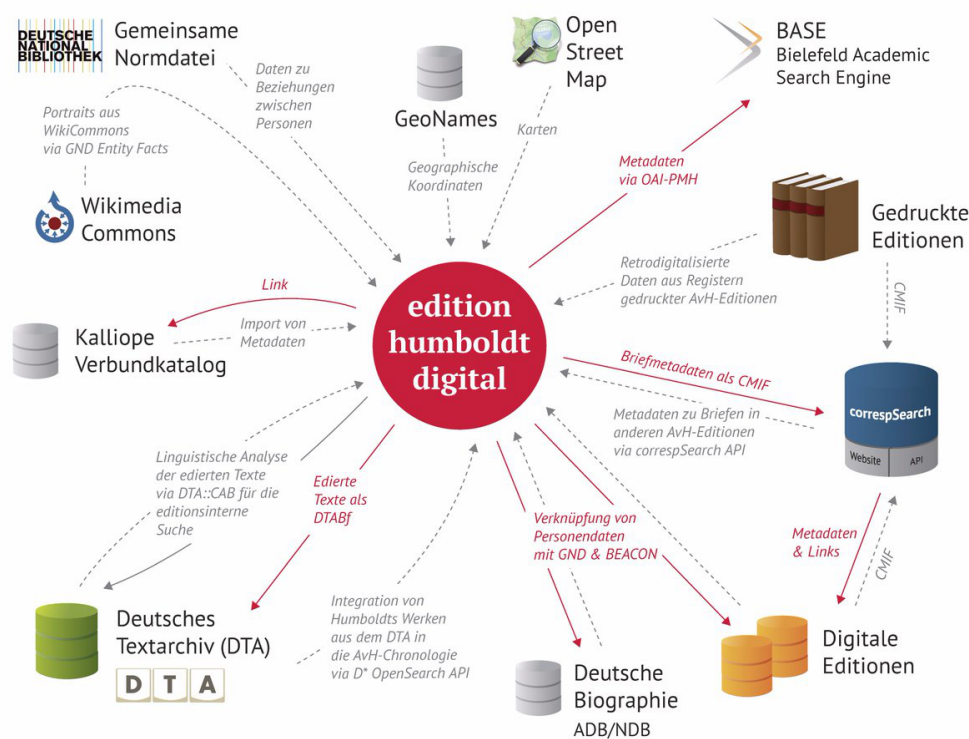 DEUTSCHE
NATIONAL
BIBLIOTHEK
Gemeinsame
Normdatei
Daten zu
Beziehungen
zwischen
Personen
Portraits aus
WikiCommons
via GND Entity Facts
Wikimedia
Commons
GeoNames
Geographische
Koordinaten
Open
Street
Map
Karten
BASE
Bielefeld Academic
Search Engine
Metadaten
via OAI-PMH
Gedruckte
Editionen
Retrodigitalisierte
Daten aus Registern
gedruckter AvH-Editionen
CMIF
Link
Kalliope
Verbundkatalog
Import von
Metadaten
edition
humboldt
digital
Briefmetadaten als CMIF
Metadaten zu Briefen in
anderen AvH-Editionen
via correspSearch API
correspSearch
Website
API
Linguistische Analyse
der edierten Texte
via DTA::CAB für die
editionsinterne
Suche
Edierte
Texte als
DTABf
Verknüpfung von
Personendaten
mit GND & BEACON
Metadaten
& Links
CMIF
Deutsches
Textarchiv (DTA)
D T A
Integration von
Humboldts Werken
aus dem DTA in
die AvH-Chronologie
via D* OpenSearch API
Deutsche
Biographie
ADB/NDB
Digitale
Editionen